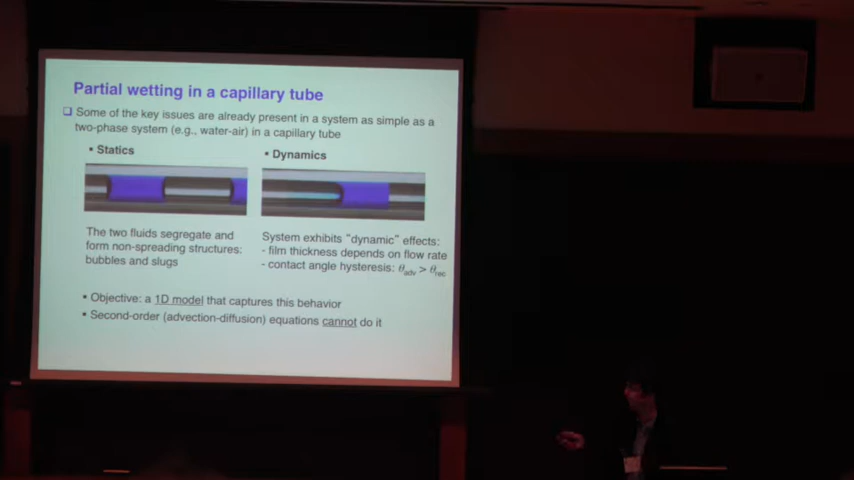 Partial wetting in a capillary tube
❑ Some of the key issues are already present in a system as simple as a
two-phase system (e.g., water-air) in a capillary tube
▪ Statics
The two fluids segregate and
form non-spreading structures:
bubbles and slugs
▪ Dynamics
System exhibits "dynamic" effects:
- film thickness depends on flow rate
- contact angle hysteresis: θadv > θrec
▪ Objective: a 1D model that captures this behavior
▪ Second-order (advection-diffusion) equations cannot do it